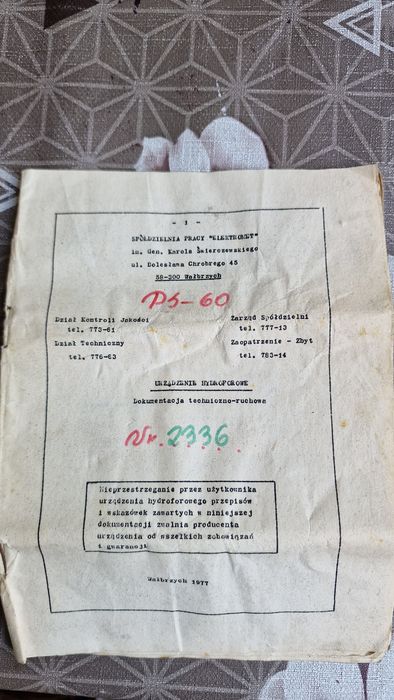 - 1 -
SPÓŁDZIELNIA PRACY "ELEKTROMET"
im. Gen. Karola Świerczewskiego
ul. Bolesława Chrobrego 45
58-300 Wałbrzych
PS-60
Dział Kontroli Jakości
tel. 773-61
Dział Techniczny
tel. 776-63
Zarząd Spółdzielni
tel. 777-13
Zaopatrzenie - Zbyt
tel. 783-14
URZĄDZENIE HYDROFOROWE
Dokumentacja techniczno-ruchowa
Nr. 2336
Nieprzestrzeganie przez użytkownika
urządzenia hydroforowego przepisów
i wskazówek zawartych w niniejszej
dokumentacji zwalnia producenta
urządzenia od wszelkich zobowiązań
i gwarancji
Wałbrzych 1977